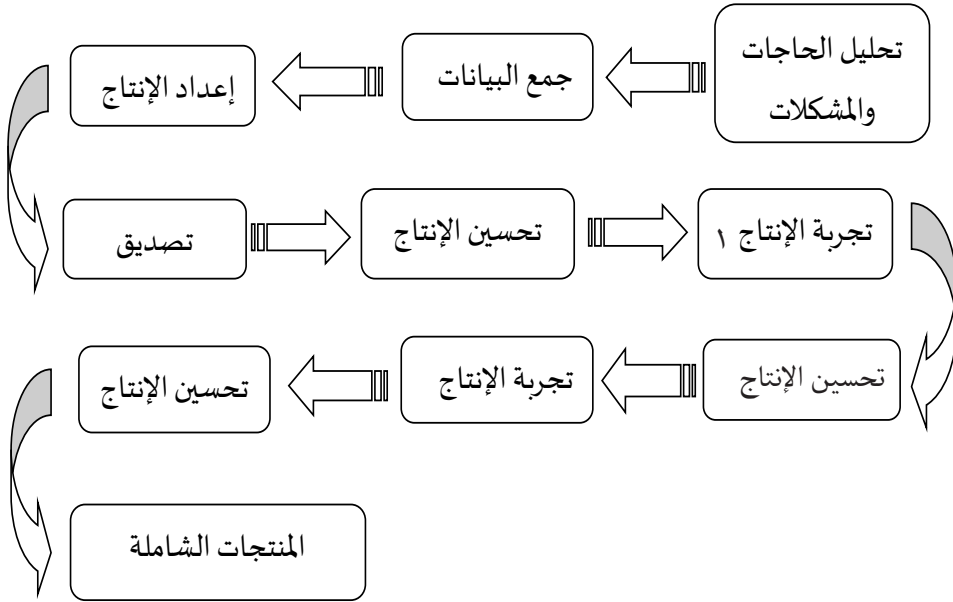 تحليل الحاجات
والمشكلات
جمع البيانات
إعداد الإنتاج
تصديق
تحسين الإنتاج
تجربة الإنتاج ١
تحسين الإنتاج
تجربة الإنتاج
تحسين الإنتاج
المنتجات الشاملة